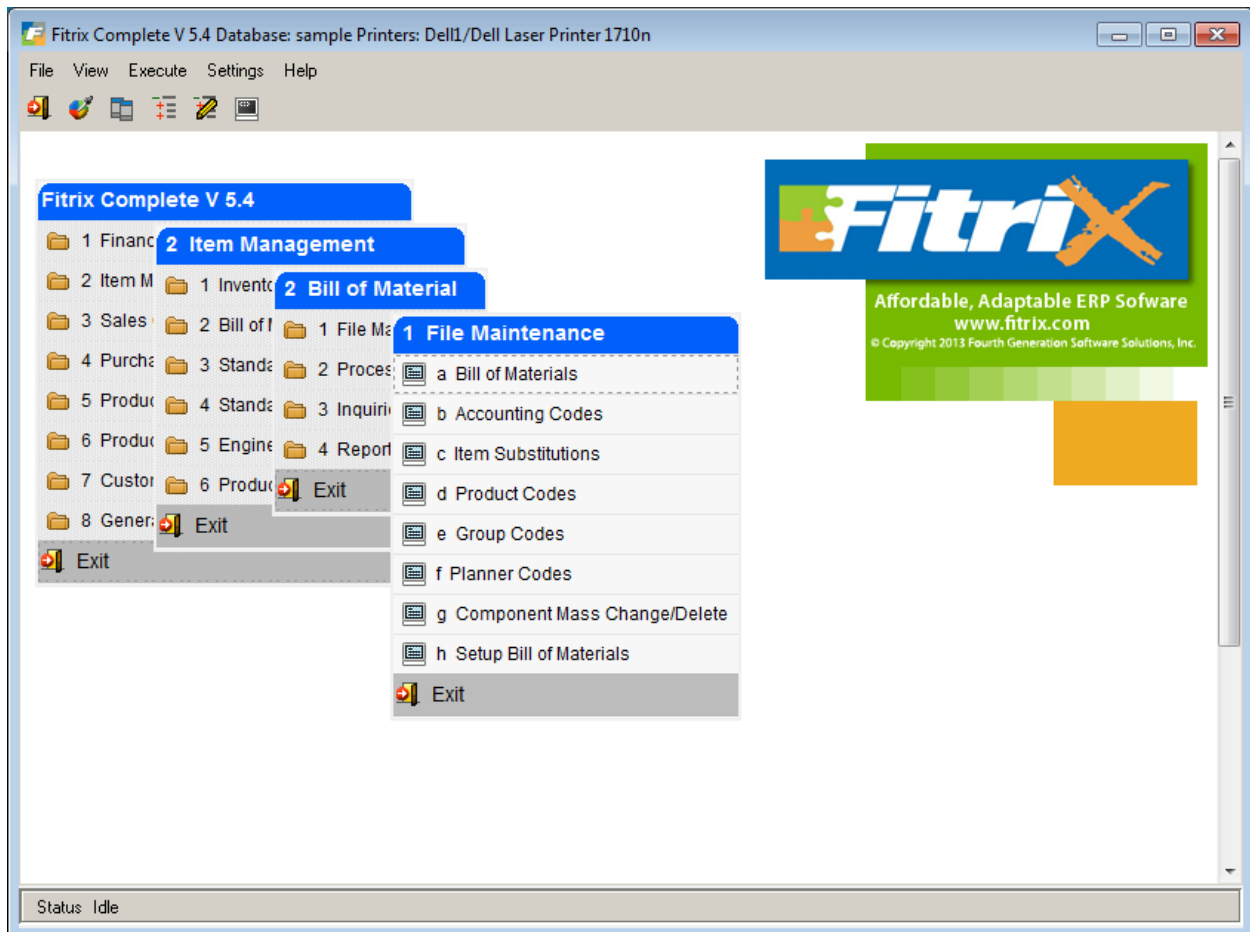 Fitrix Complete V 5.4 Database: sample Printers: Dell1/Dell Laser Printer 1710n
File View Execute Settings Help
Fitrix Complete V 5.4
1 Financ
2 Item M
3 Sales
4 Purcha
5 Produc
6 Produc
7 Custor
8 Genera
Exit
2 Item Management
1 Invento
2 Bill of M
3 Standa
4 Standa
5 Engine
6 Produc
Exit
2 Bill of Material
1 File Ma
2 Proces
3 Inquirie
4 Report
Exit
1 File Maintenance
a Bill of Materials
b Accounting Codes
c Item Substitutions
d Product Codes
e Group Codes
f Planner Codes
g Component Mass Change/Delete
h Setup Bill of Materials
Exit
FitriX
Affordable, Adaptable ERP Sofware
www.fitrix.com
© Copyright 2013 Fourth Generation Software Solutions, Inc.
Status Idle